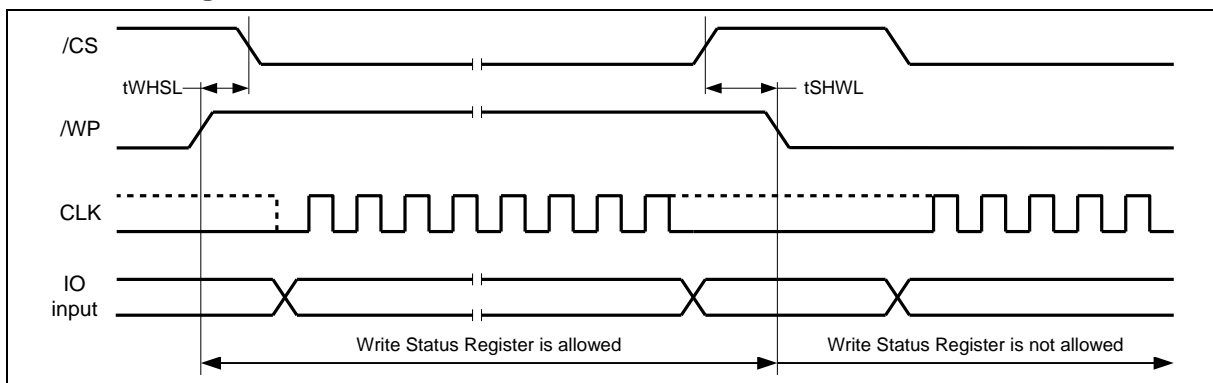 /CS
tWHSL
tSHWL
/WP
CLK
IO
input
Write Status Register is allowed
Write Status Register is not allowed